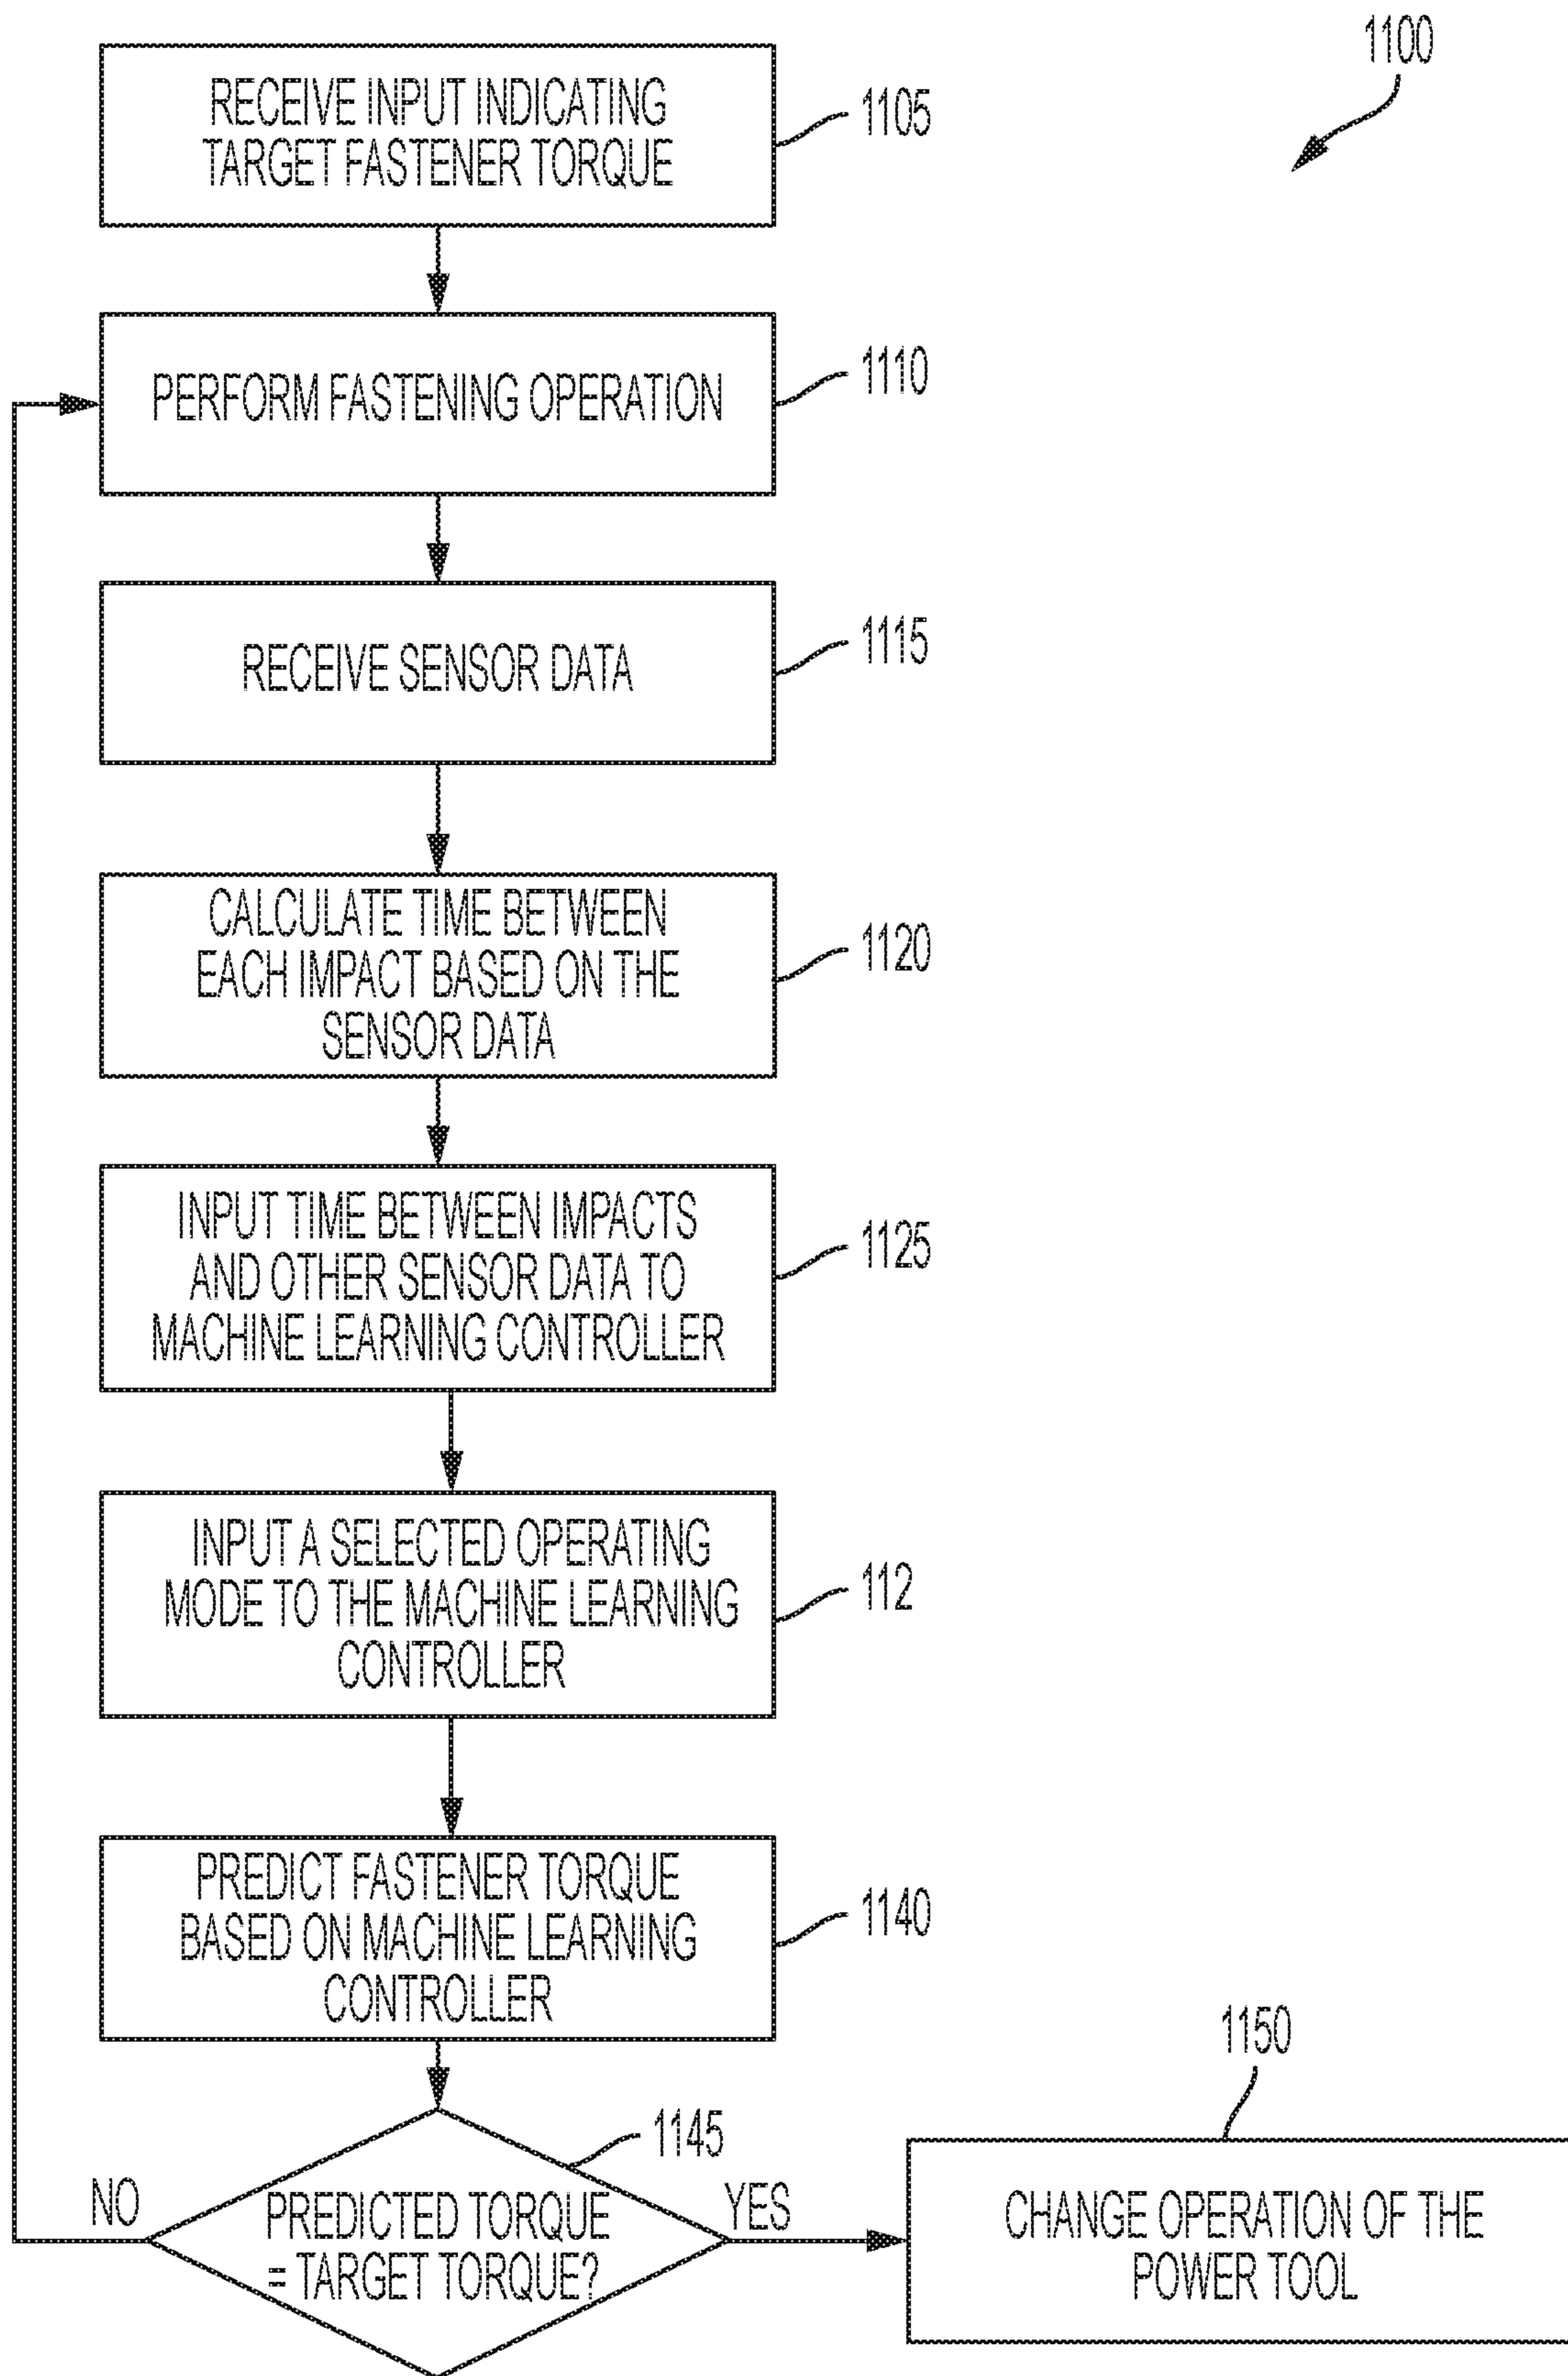 1100
RECEIVE INPUT INDICATING
TARGET FASTENER TORQUE
1105
PERFORM FASTENING OPERATION
1110
RECEIVE SENSOR DATA
1115
CALCULATE TIME BETWEEN
EACH IMPACT BASED ON THE
SENSOR DATA
1120
INPUT TIME BETWEEN IMPACTS
AND OTHER SENSOR DATA TO
MACHINE LEARNING CONTROLLER
1125
INPUT A SELECTED OPERATING
MODE TO THE MACHINE LEARNING
CONTROLLER
112
PREDICT FASTENER TORQUE
BASED ON MACHINE LEARNING
CONTROLLER
1140
1145
NO
PREDICTED TORQUE
= TARGET TORQUE?
YES
1150
CHANGE OPERATION OF THE
POWER TOOL